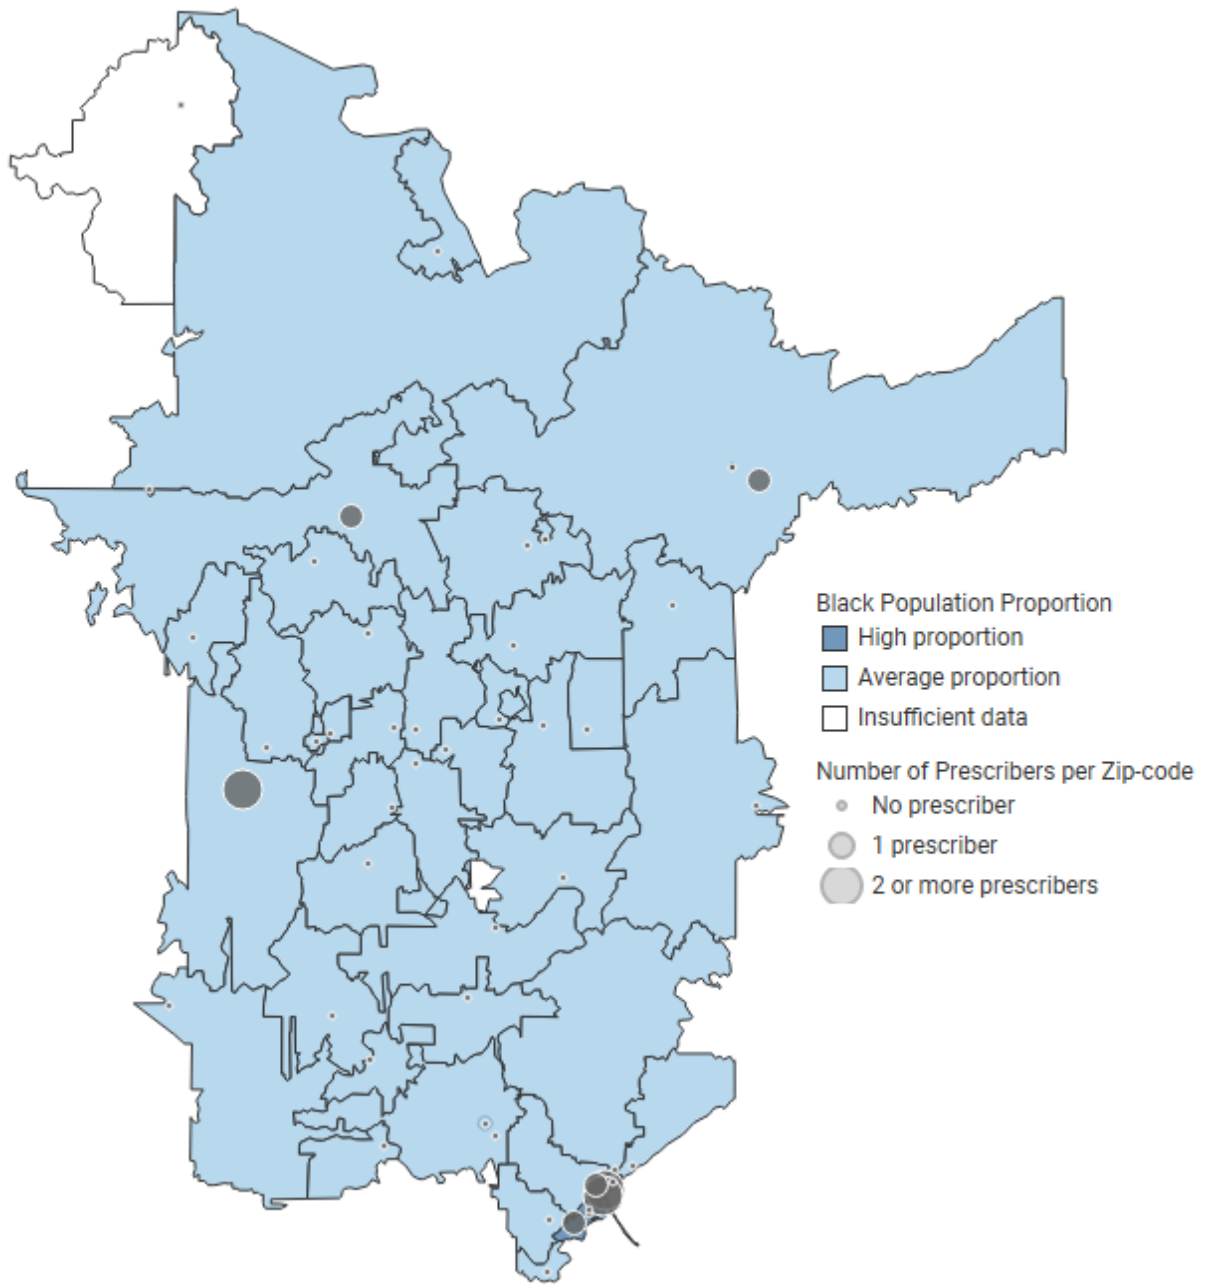 Black Population Proportion
High proportion
Average proportion
Insufficient data
Number of Prescribers per Zip-code
No prescriber
1 prescriber
2 or more prescribers